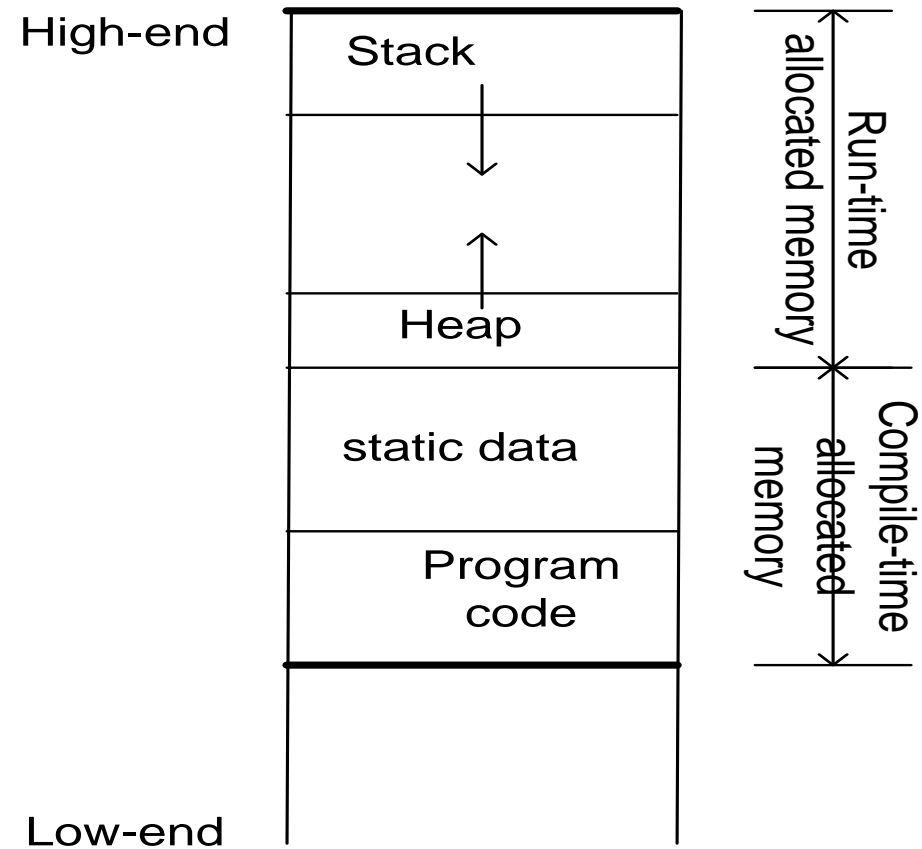 High-end
Stack
Heap
static data
Program
code
Low-end
Run-time
allocated memory
Compile-time
allocated
memory